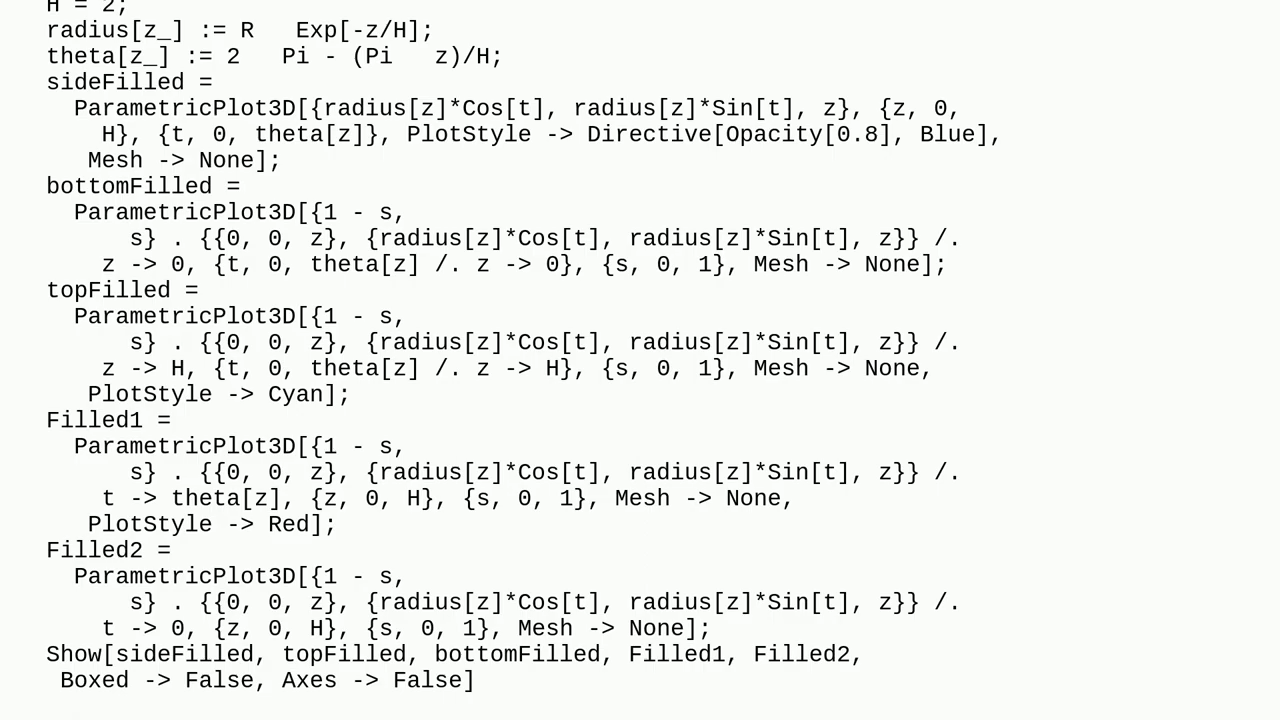 H = 2;
radius[z_] := R   Exp[-z/H];
theta[z_] := 2   Pi - (Pi   z)/H;
sideFilled =
  ParametricPlot3D[{radius[z]*Cos[t], radius[z]*Sin[t], z}, {z, 0,
    H}, {t, 0, theta[z]}, PlotStyle -> Directive[Opacity[0.8], Blue],
   Mesh -> None];
bottomFilled =
  ParametricPlot3D[{1 - s,
      s} . {{0, 0, z}, {radius[z]*Cos[t], radius[z]*Sin[t], z}} /.
    z -> 0, {t, 0, theta[z] /. z -> 0}, {s, 0, 1}, Mesh -> None];
topFilled =
  ParametricPlot3D[{1 - s,
      s} . {{0, 0, z}, {radius[z]*Cos[t], radius[z]*Sin[t], z}} /.
    z -> H, {t, 0, theta[z] /. z -> H}, {s, 0, 1}, Mesh -> None,
   PlotStyle -> Cyan];
Filled1 =
  ParametricPlot3D[{1 - s,
      s} . {{0, 0, z}, {radius[z]*Cos[t], radius[z]*Sin[t], z}} /.
    t -> theta[z], {z, 0, H}, {s, 0, 1}, Mesh -> None,
   PlotStyle -> Red];
Filled2 =
  ParametricPlot3D[{1 - s,
      s} . {{0, 0, z}, {radius[z]*Cos[t], radius[z]*Sin[t], z}} /.
    t -> 0, {z, 0, H}, {s, 0, 1}, Mesh -> None];
Show[sideFilled, topFilled, bottomFilled, Filled1, Filled2,
 Boxed -> False, Axes -> False]